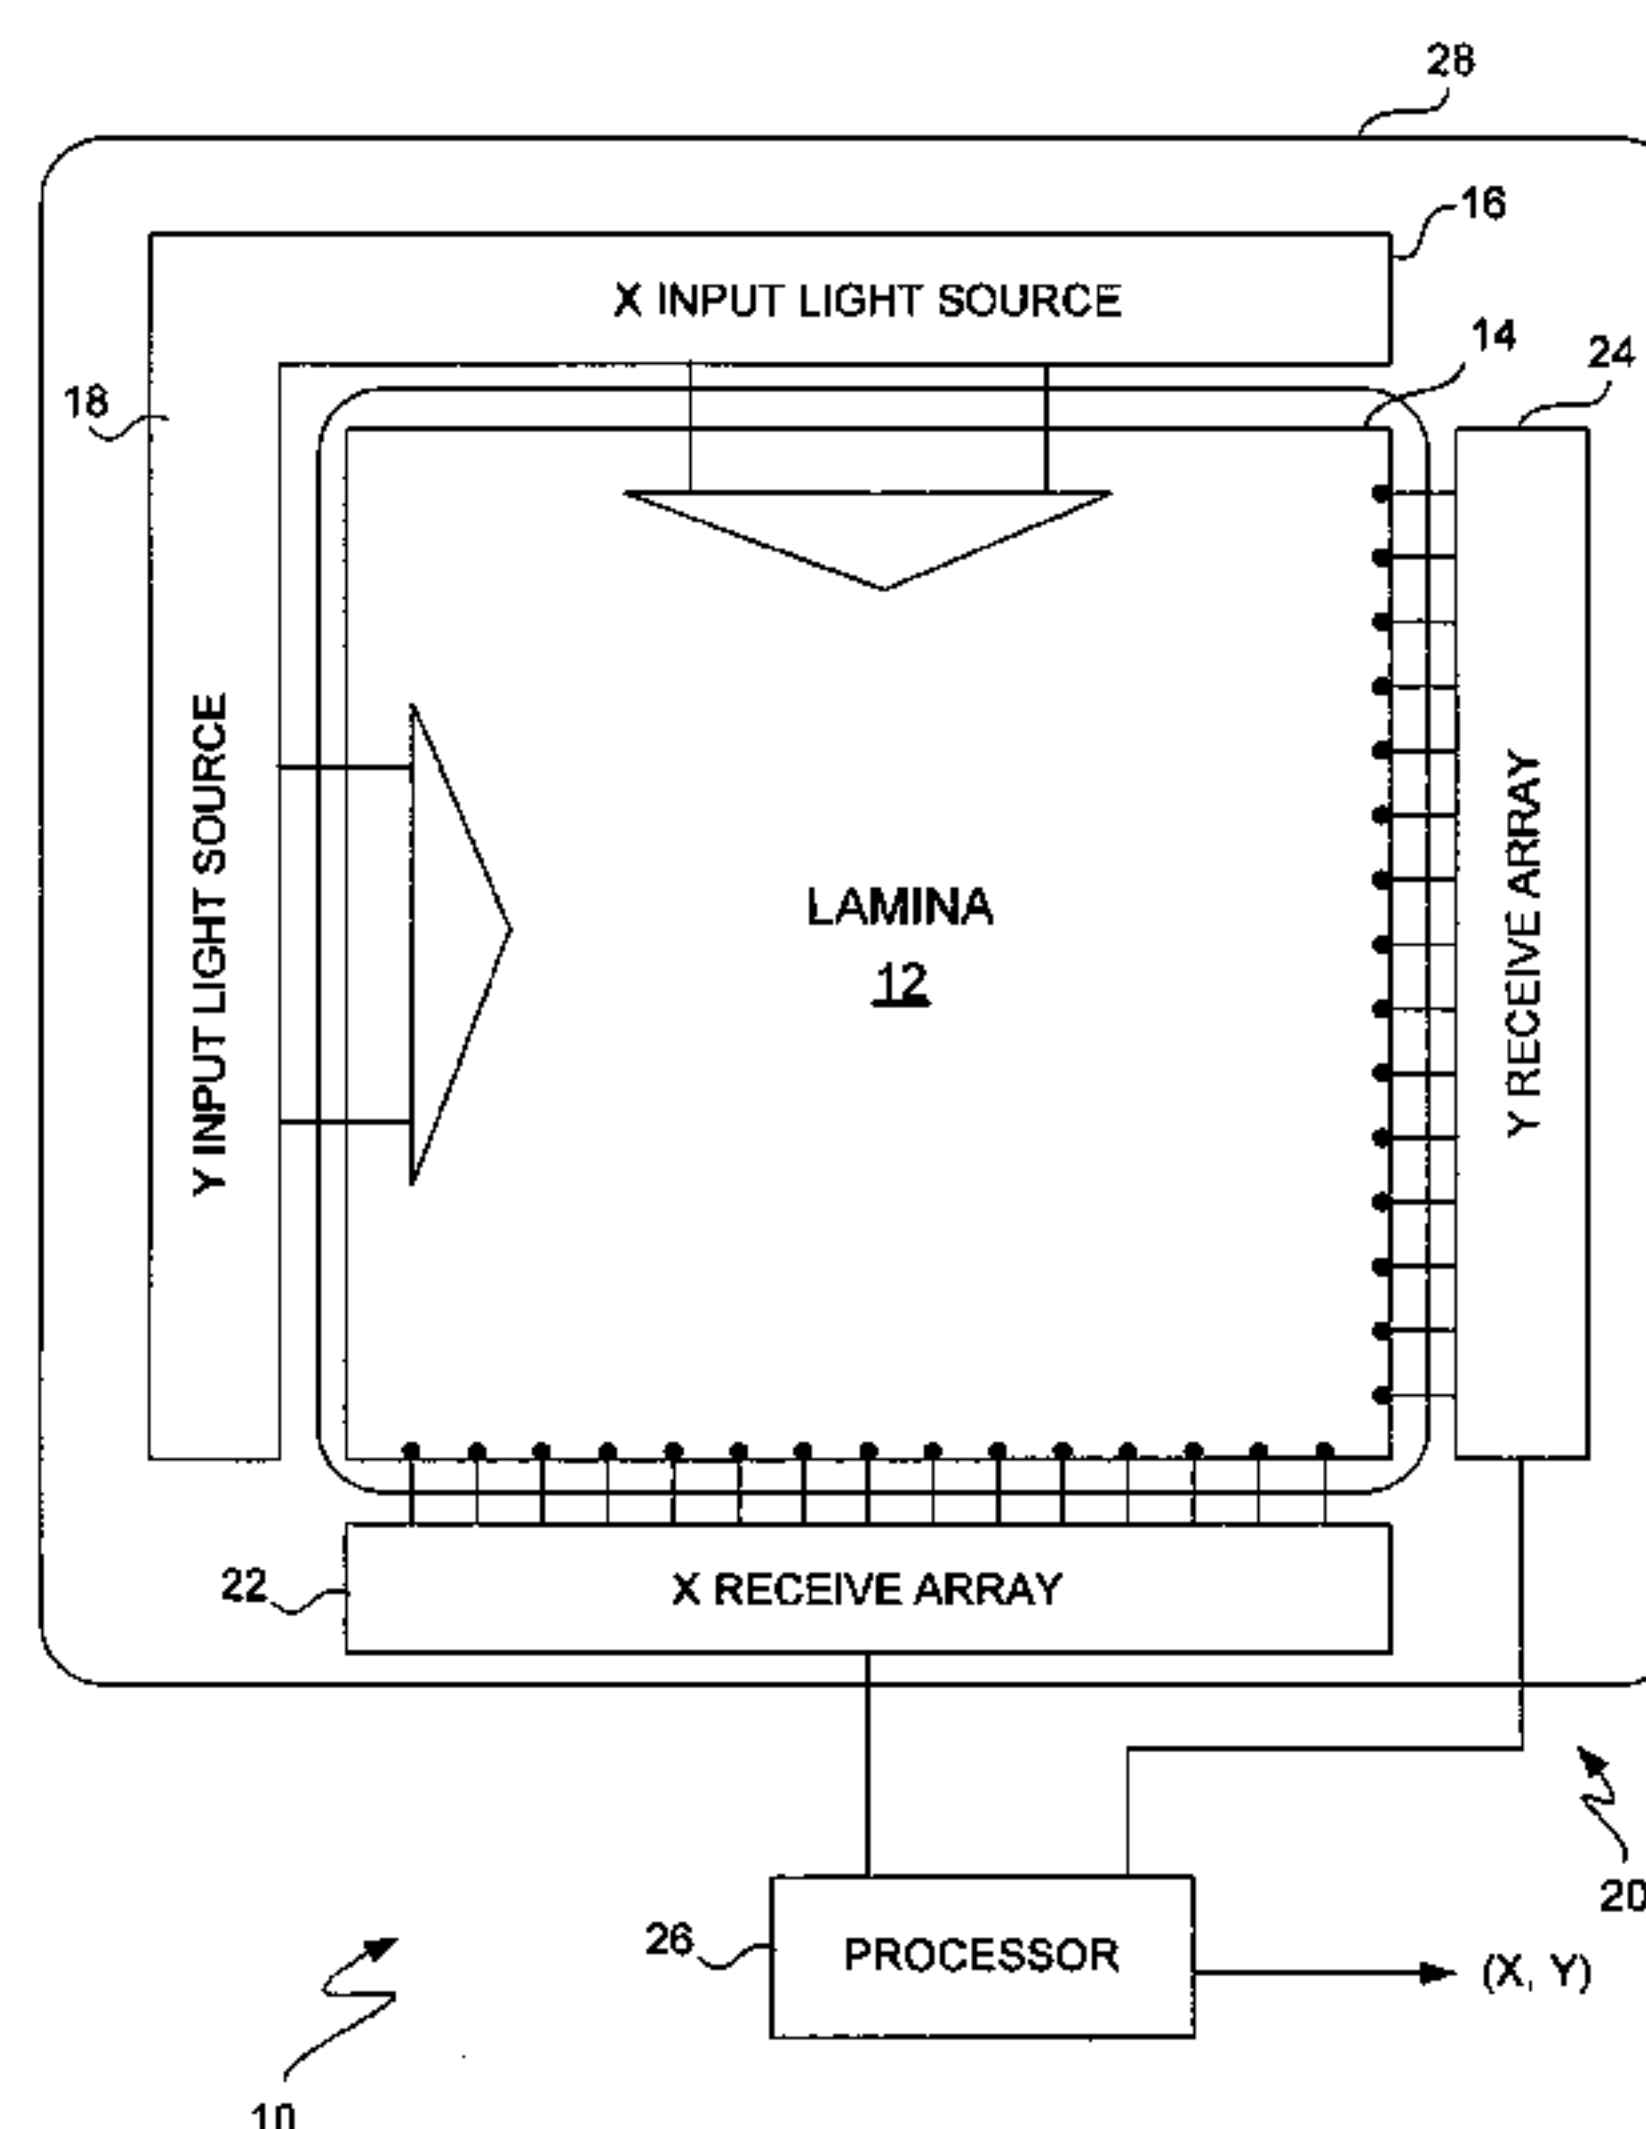 28
16
X INPUT LIGHT SOURCE
14
24
18
Y INPUT LIGHT SOURCE
LAMINA
12
Y RECEIVE ARRAY
22
X RECEIVE ARRAY
20
26
PROCESSOR
(X, Y)
10